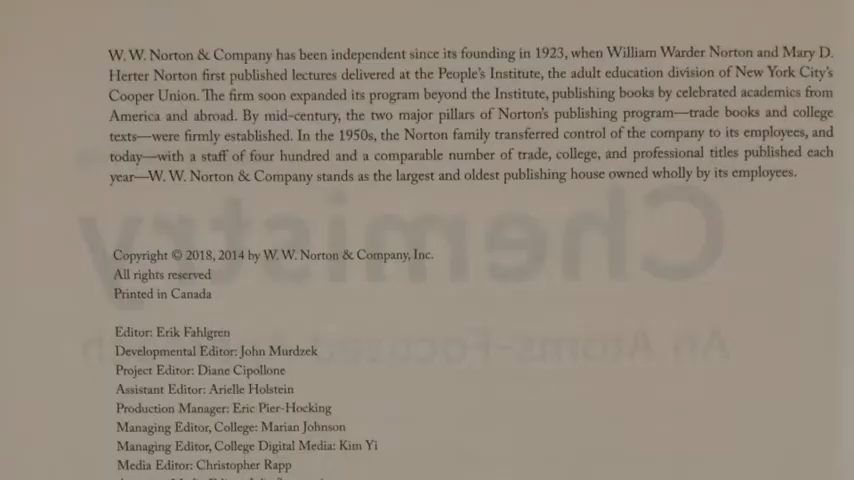 W. W. Norton & Company has been independent since its founding in 1923, when William Warder Norton and Mary D.
Herter Norton first published lectures delivered at the People's Institute, the adult education division of New York City's
Cooper Union. The firm soon expanded its program beyond the Institute, publishing books by celebrated academics from
America and abroad. By mid-century, the two major pillars of Norton's publishing program—trade books and college
texts—were firmly established. In the 1950s, the Norton family transferred control of the company to its employees, and
today—with a staff of four hundred and a comparable number of trade, college, and professional titles published each
year—W. W. Norton & Company stands as the largest and oldest publishing house owned wholly by its employees.
Chemistry
An Atoms-Focused
Copyright © 2018, 2014 by W. W. Norton & Company, Inc.
All rights reserved
Printed in Canada
Editor: Erik Fahlgren
Developmental Editor: John Murdzek
Project Editor: Diane Cipollone
Assistant Editor: Arielle Holstein
Production Manager: Eric Pier-Hocking
Managing Editor, College: Marian Johnson
Managing Editor, College Digital Media: Kim Yi
Media Editor: Christopher Rapp